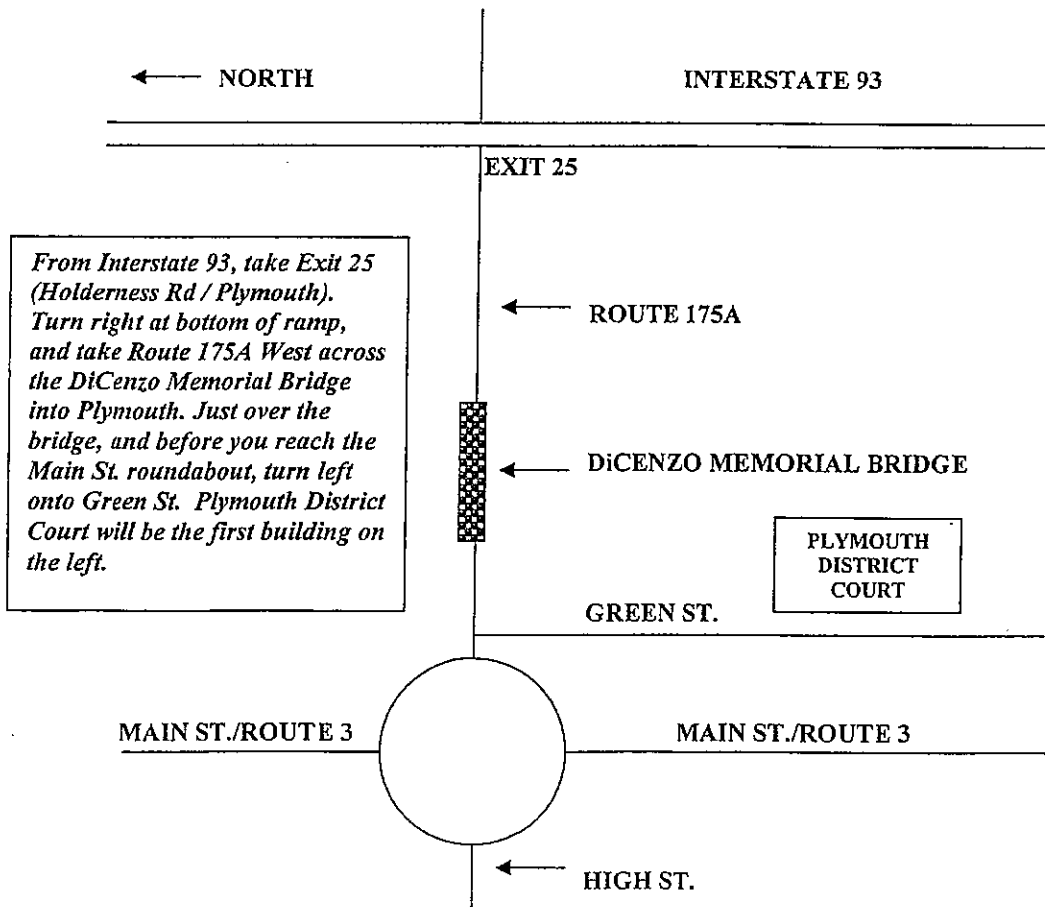 NORTH
INTERSTATE 93
EXIT 25
From Interstate 93, take Exit 25
(Holderness Rd / Plymouth).
Turn right at bottom of ramp,
and take Route 175A West across
the DiCenzo Memorial Bridge
into Plymouth. Just over the
bridge, and before you reach the
Main St. roundabout, turn left
onto Green St. Plymouth District
Court will be the first building on
the left.
ROUTE 175A
DiCENZO MEMORIAL BRIDGE
PLYMOUTH
DISTRICT
COURT
GREEN ST.
MAIN ST./ROUTE 3
MAIN ST./ROUTE 3
HIGH ST.